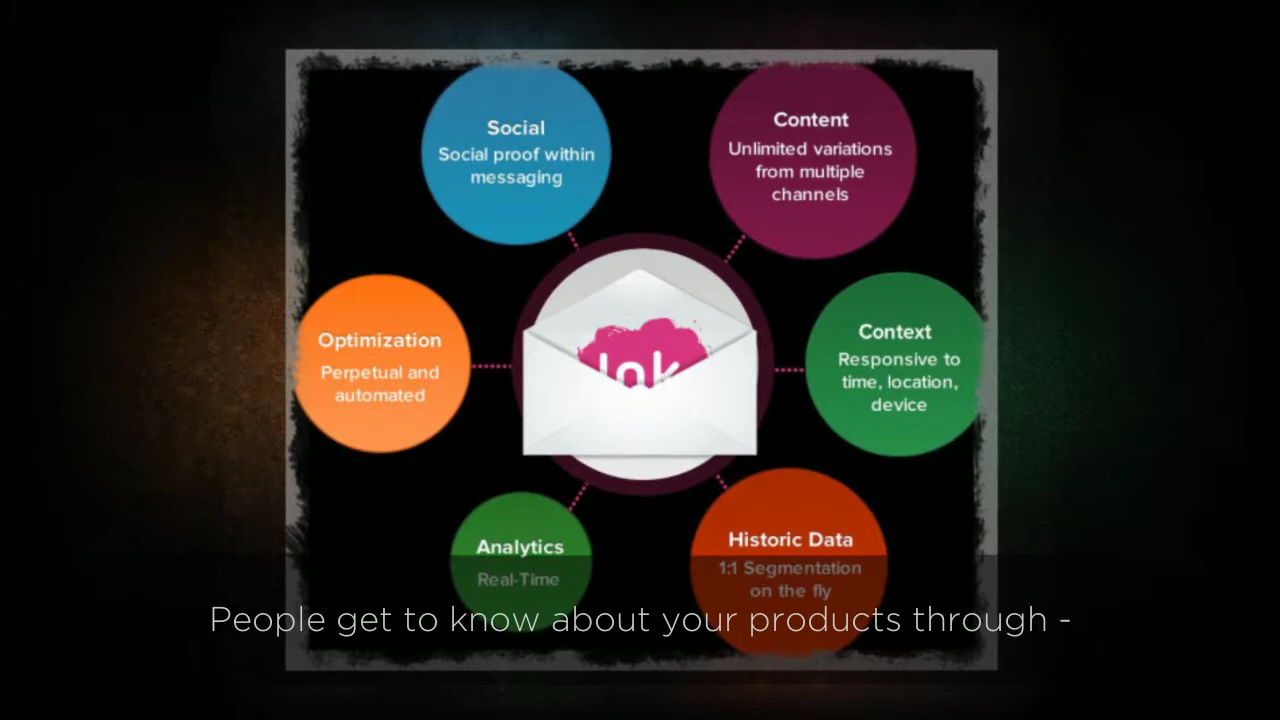 Social
Social proof within
messaging
Content
Unlimited variations
from multiple
channels
Optimization
Perpetual and
automated
Ink
Context
Responsive to
time, location,
device
Analytics
Real-Time
Historic Data
1:1 Segmentation
on the fly
People get to know about your products through -